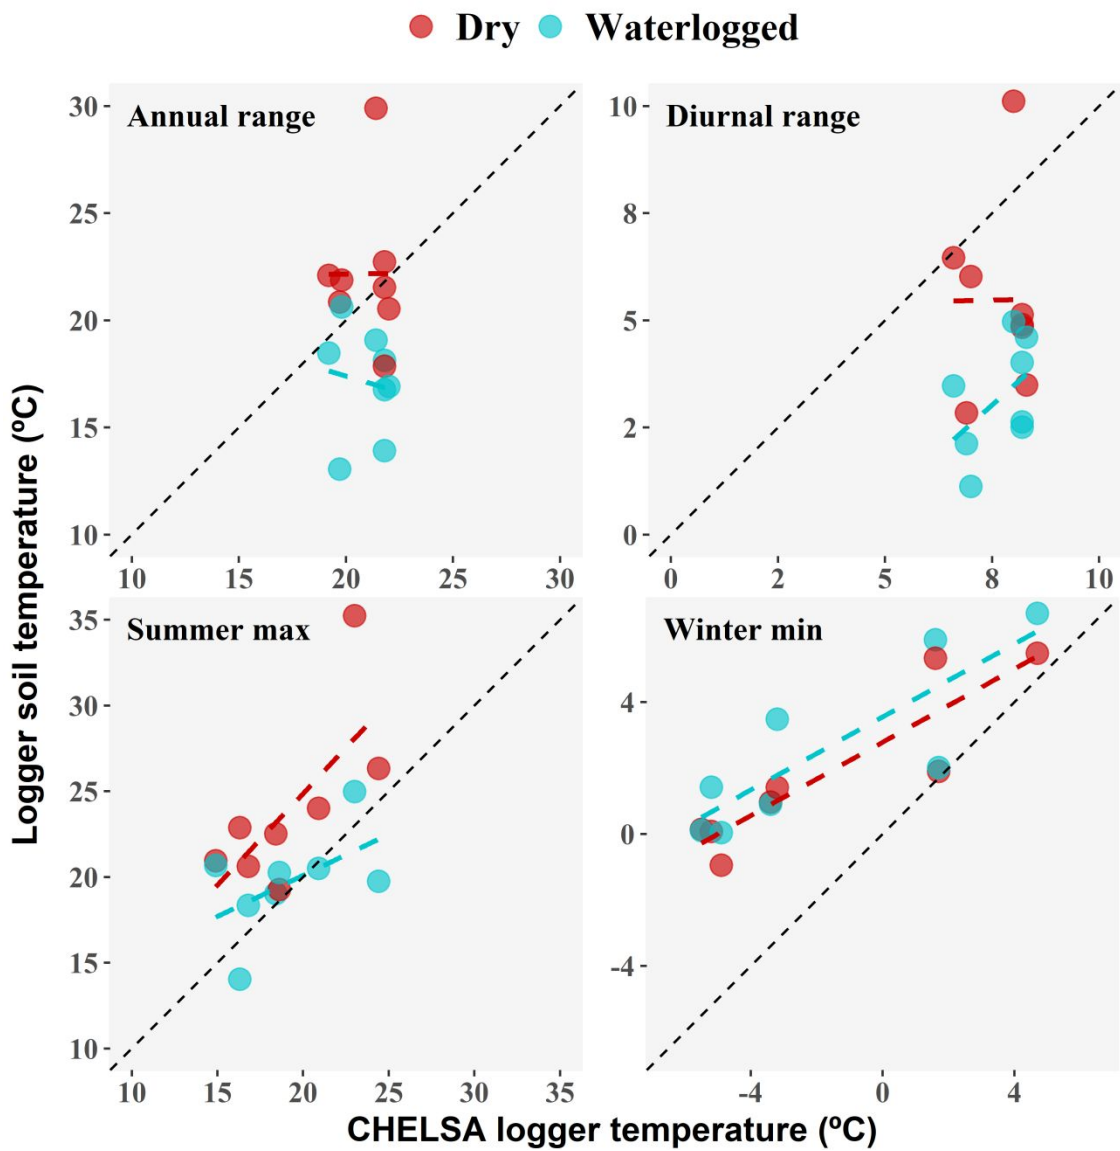 Dry Waterlogged
Annual range
30
25
20
15
10
10 15 20 25 30
Diurnal range
10
8
5
2
0
0 2 5 8 10
Summer max
35
30
25
20
15
10
10 15 20 25 30 35
Winter min
4
0
-4
-4 0 4
Logger soil temperature (ºC)
CHELSA logger temperature (ºC)